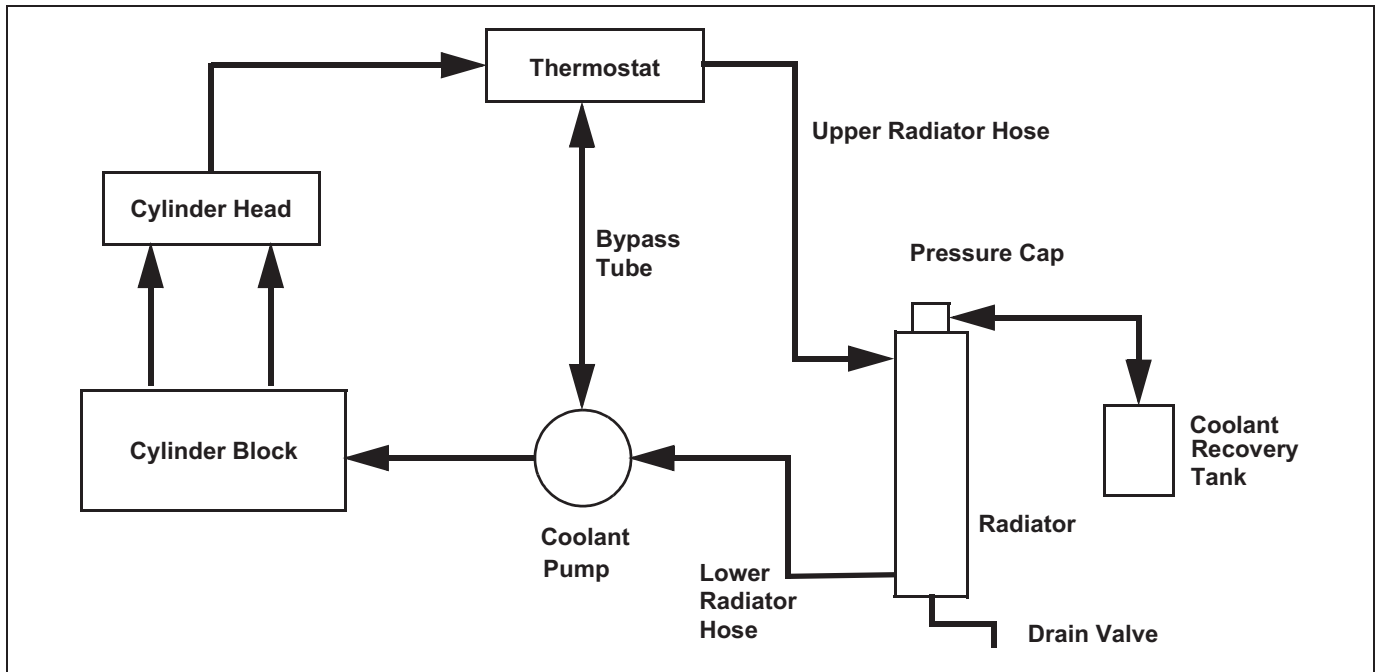 Thermostat
Upper Radiator Hose
Cylinder Head
Bypass
Tube
Pressure Cap
Cylinder Block
Coolant
Recovery
Tank
Radiator
Coolant
Pump
Lower
Radiator
Hose
Drain Valve